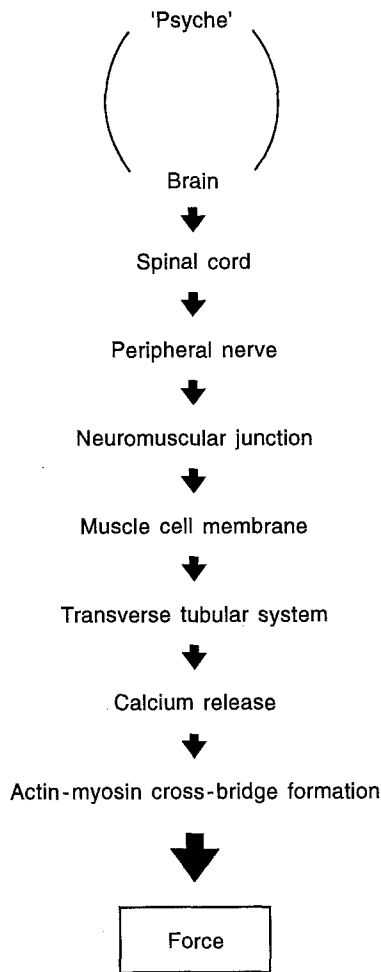 'Psyche'
Brain
Spinal cord
Peripheral nerve
Neuromuscular junction
Muscle cell membrane
Transverse tubular system
Calcium release
Actin-myosin cross-bridge formation
Force